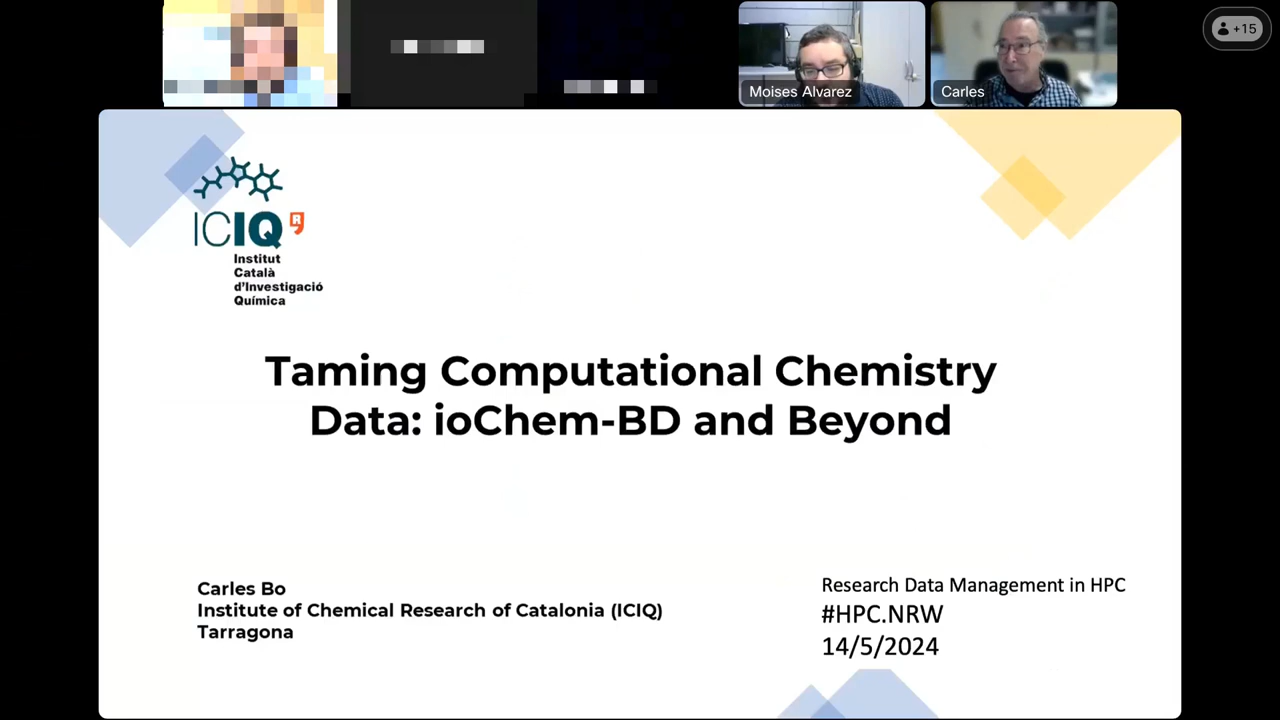 Moises Alvarez
Carles
+15
ICIQ R
Institut
Català
d'Investigació
Química
Taming Computational Chemistry
Data: ioChem-BD and Beyond
Carles Bo
Institute of Chemical Research of Catalonia (ICIQ)
Tarragona
Research Data Management in HPC
#HPC.NRW
14/5/2024